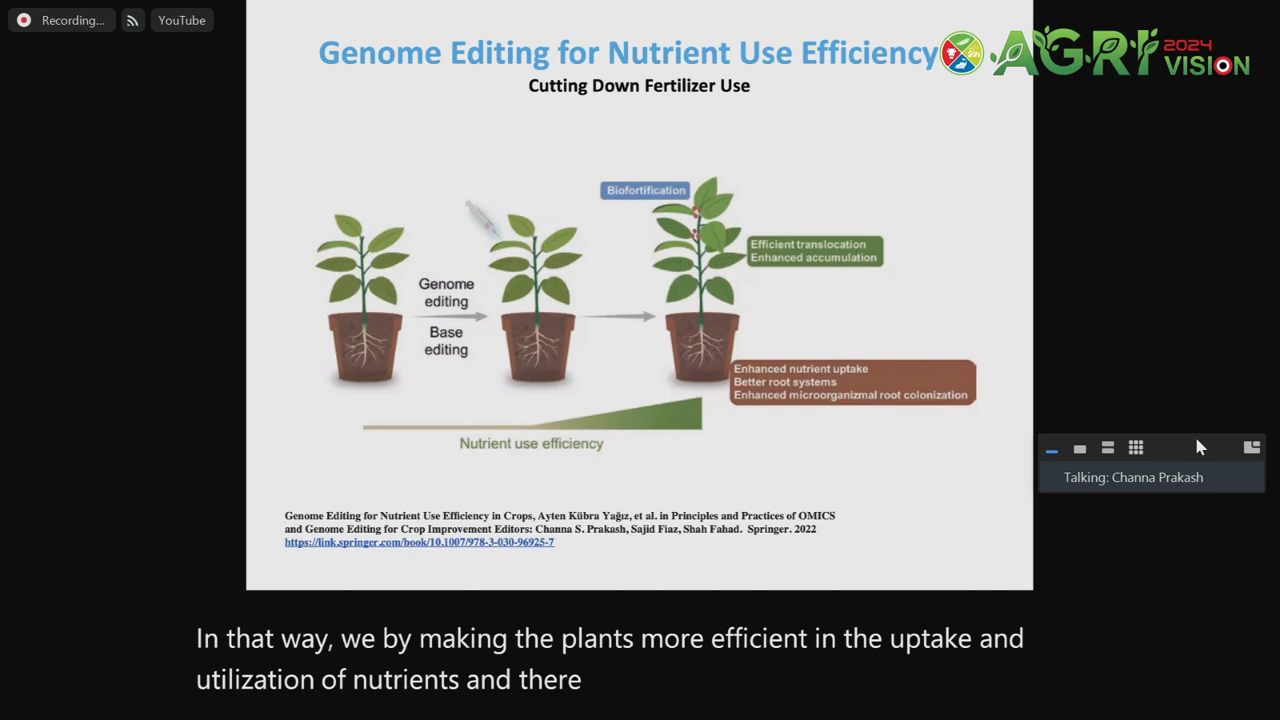 Recording...
YouTube
Genome Editing for Nutrient Use Efficiency
Cutting Down Fertilizer Use
AGRI
2024
VISION
Biofortification
Efficient translocation
Enhanced accumulation
Genome
editing
Base
editing
Enhanced nutrient uptake
Better root systems
Enhanced microorganizmal root colonization
Nutrient use efficiency
Talking: Channa Prakash
Genome Editing for Nutrient Use Efficiency in Crops, Ayten Kübra Yağız, et al. in Principles and Practices of OMICS
and Genome Editing for Crop Improvement Editors: Channa S. Prakash, Sajid Fiaz, Shah Fahad. Springer. 2022
https://link.springer.com/book/10.1007/978-3-030-96925-7
In that way, we by making the plants more efficient in the uptake and
utilization of nutrients and there